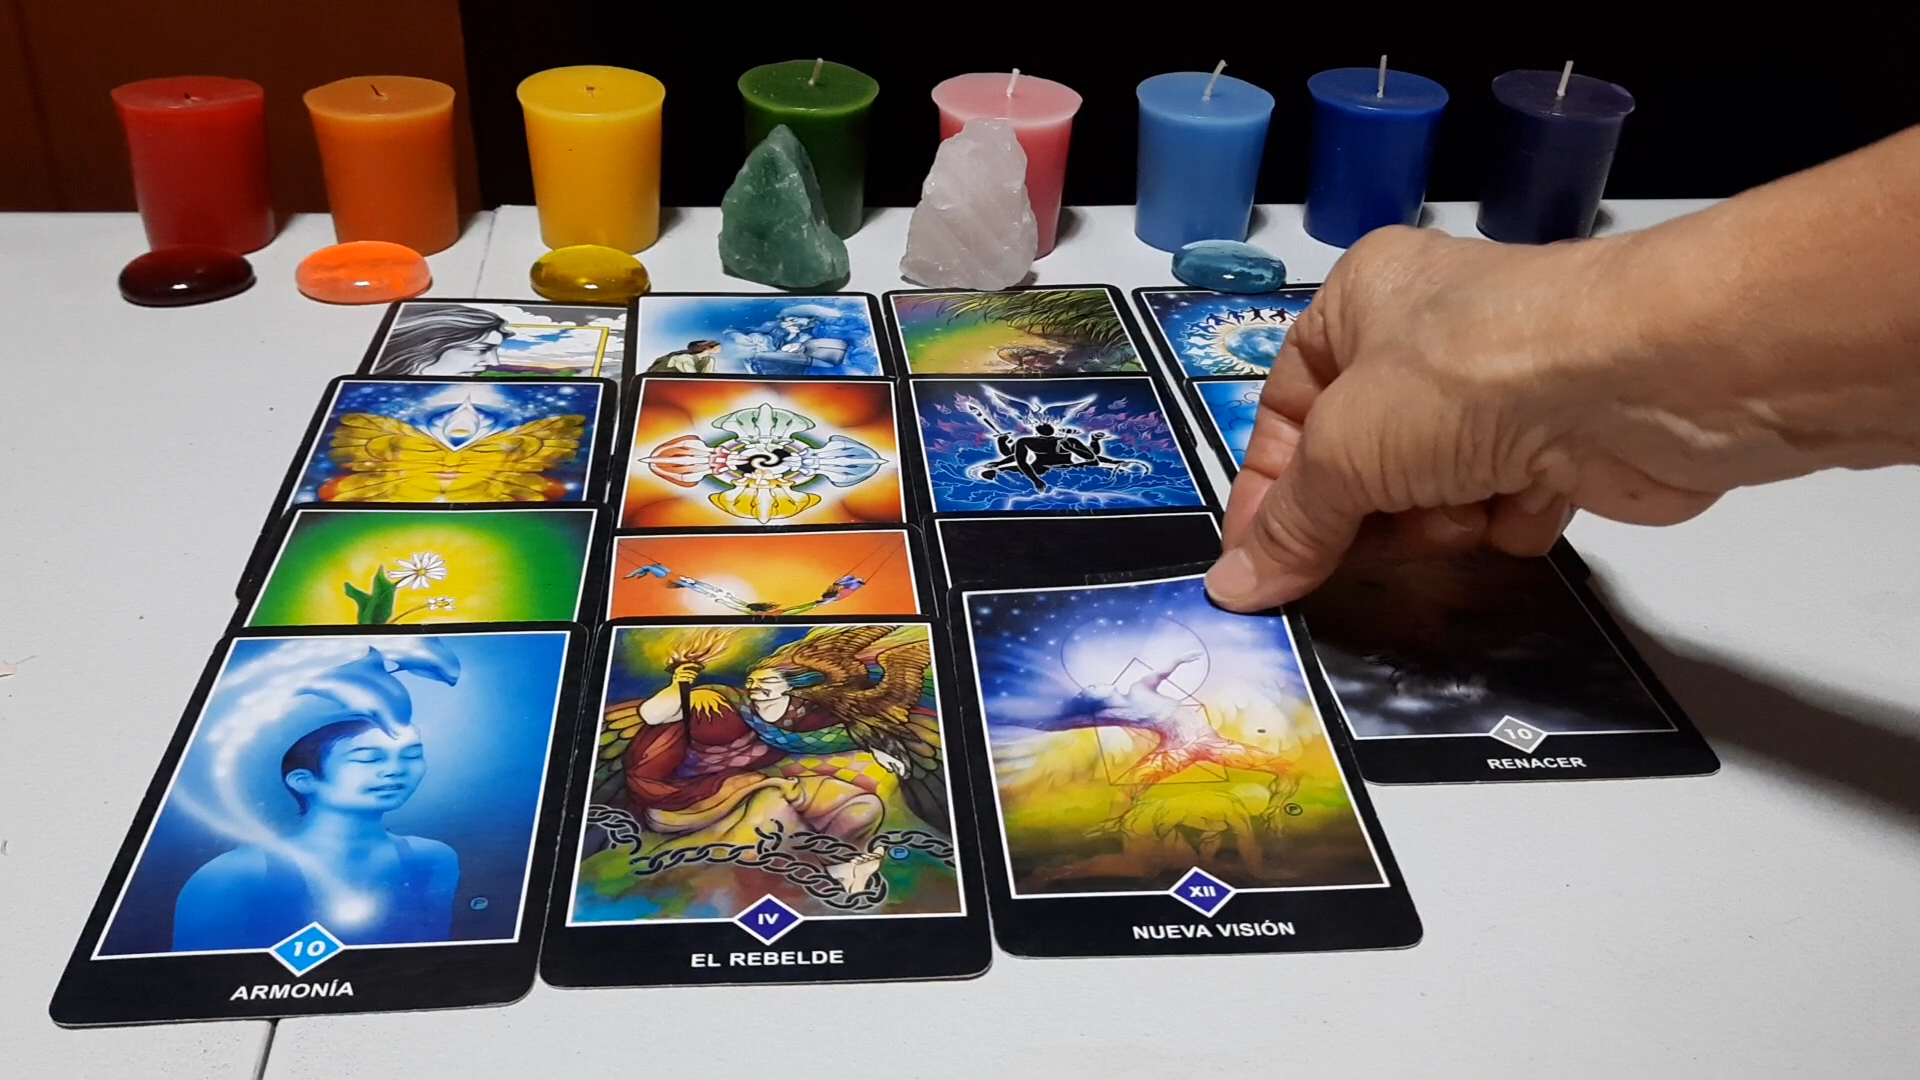 10
ARMONÍA
IV
EL REBELDE
XII
NUEVA VISIÓN
10
RENACER